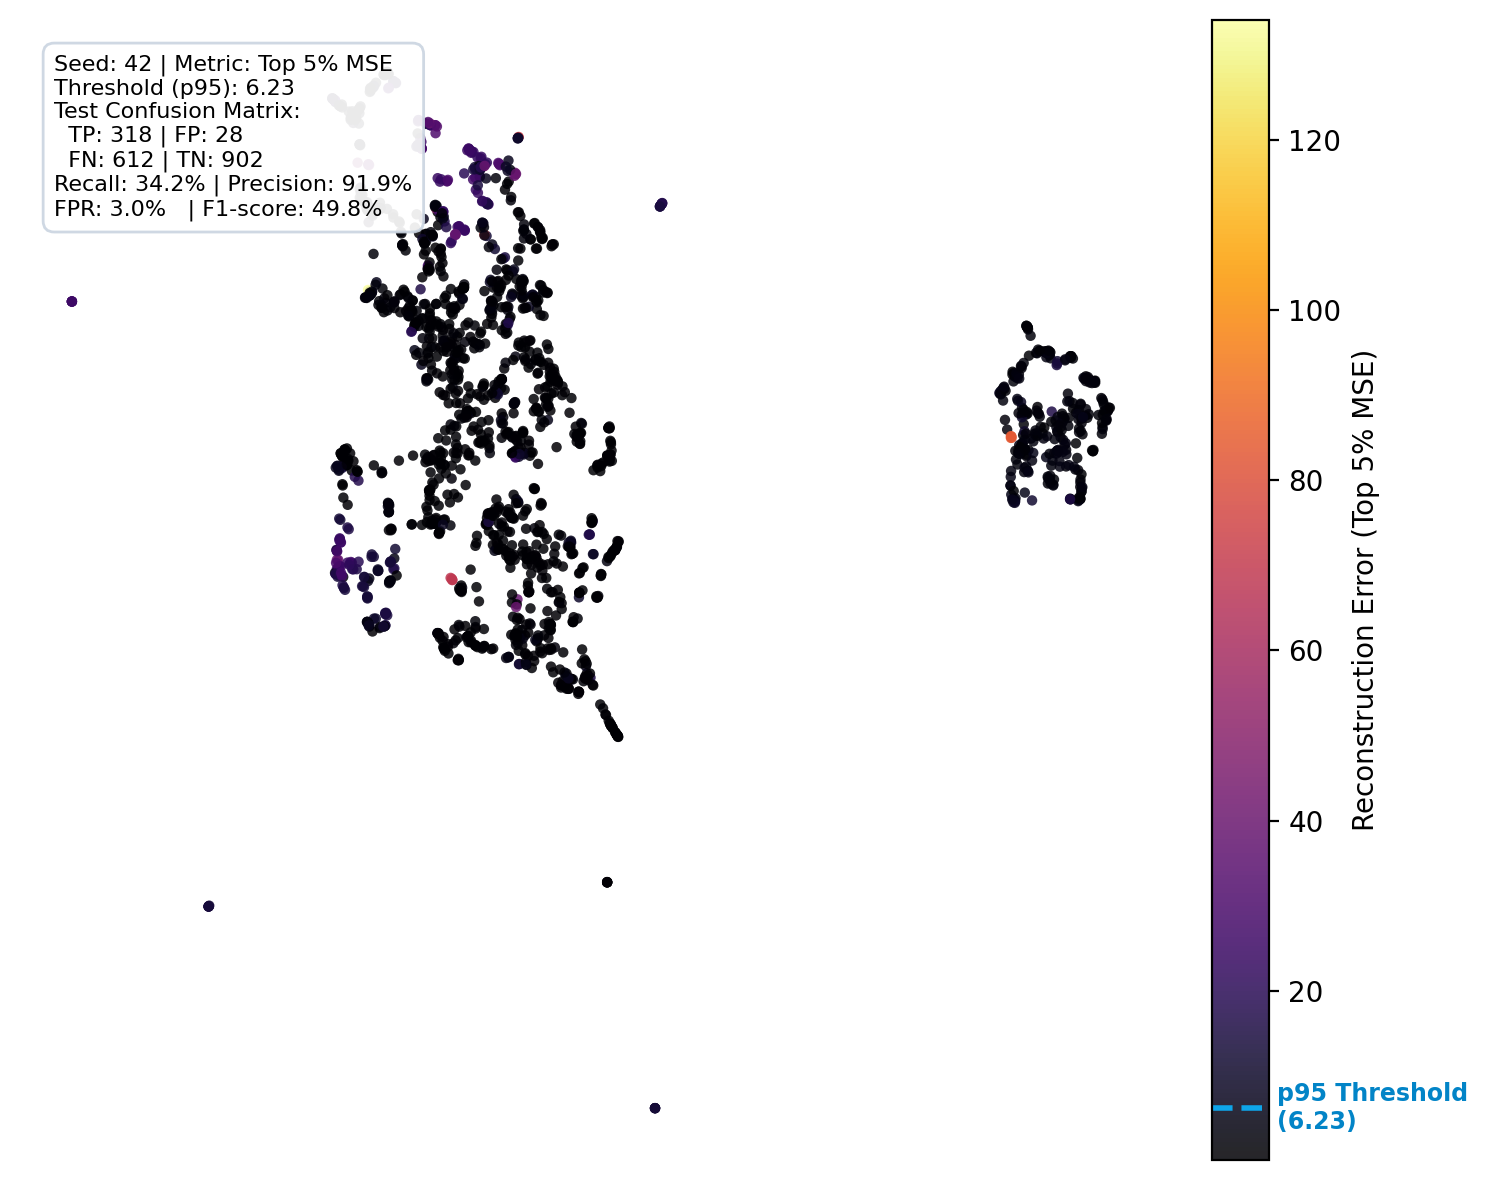 Seed: 42 | Metric: Top 5% MSE
Threshold (p95): 6.23
Test Confusion Matrix:
TP: 318 | FP: 28
FN: 612 | TN: 902
Recall: 34.2% | Precision: 91.9%
FPR: 3.0% | F1-score: 49.8%
120
100
80
60
40
20
Reconstruction Error (Top 5% MSE)
p95 Threshold
(6.23)